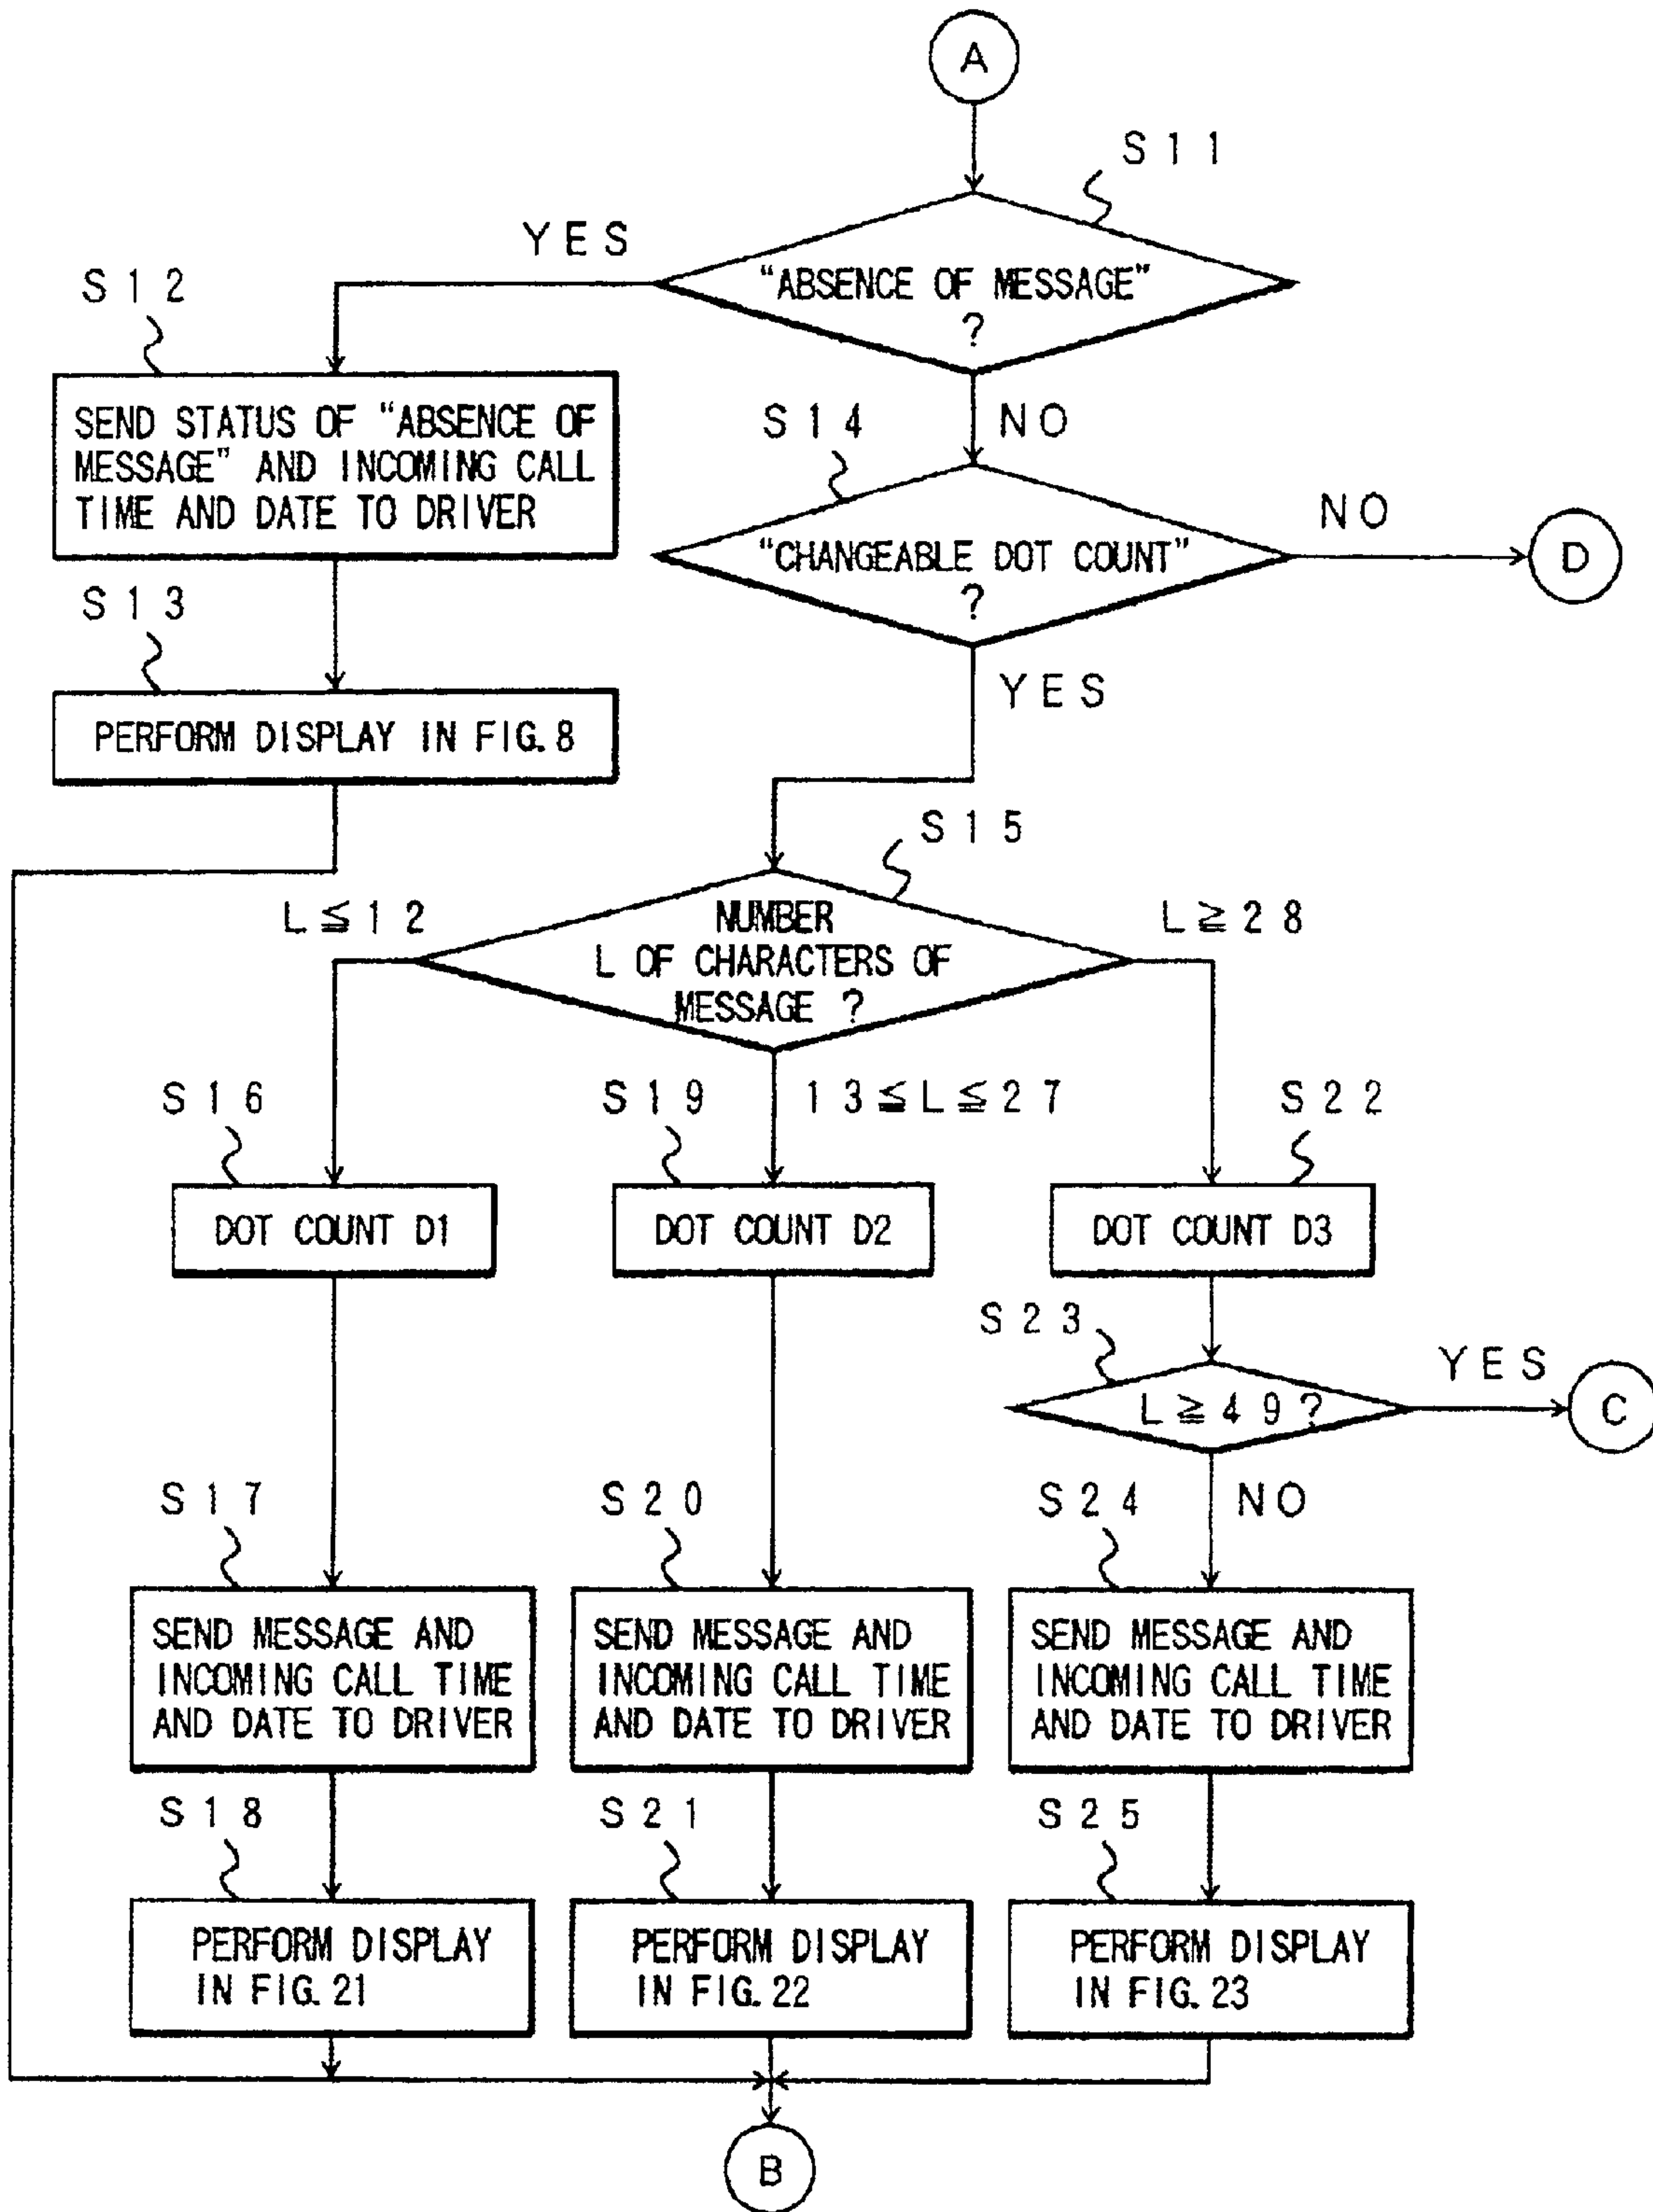 A
S11
YES
“ABSENCE OF MESSAGE”
?
S12
SEND STATUS OF “ABSENCE OF
MESSAGE” AND INCOMING CALL
TIME AND DATE TO DRIVER
S14
NO
“CHANGEABLE DOT COUNT”
?
NO
D
S13
PERFORM DISPLAY IN FIG.8
YES
S15
L≦12
NUMBER
L OF CHARACTERS OF
MESSAGE ?
L≧28
S16
S19
13≦L≦27
S22
DOT COUNT D1
DOT COUNT D2
DOT COUNT D3
S23
L≧49?
YES
C
S17
S20
S24
NO
SEND MESSAGE AND
INCOMING CALL TIME
AND DATE TO DRIVER
SEND MESSAGE AND
INCOMING CALL TIME
AND DATE TO DRIVER
SEND MESSAGE AND
INCOMING CALL TIME
AND DATE TO DRIVER
S18
S21
S25
PERFORM DISPLAY
IN FIG.21
PERFORM DISPLAY
IN FIG.22
PERFORM DISPLAY
IN FIG.23
B